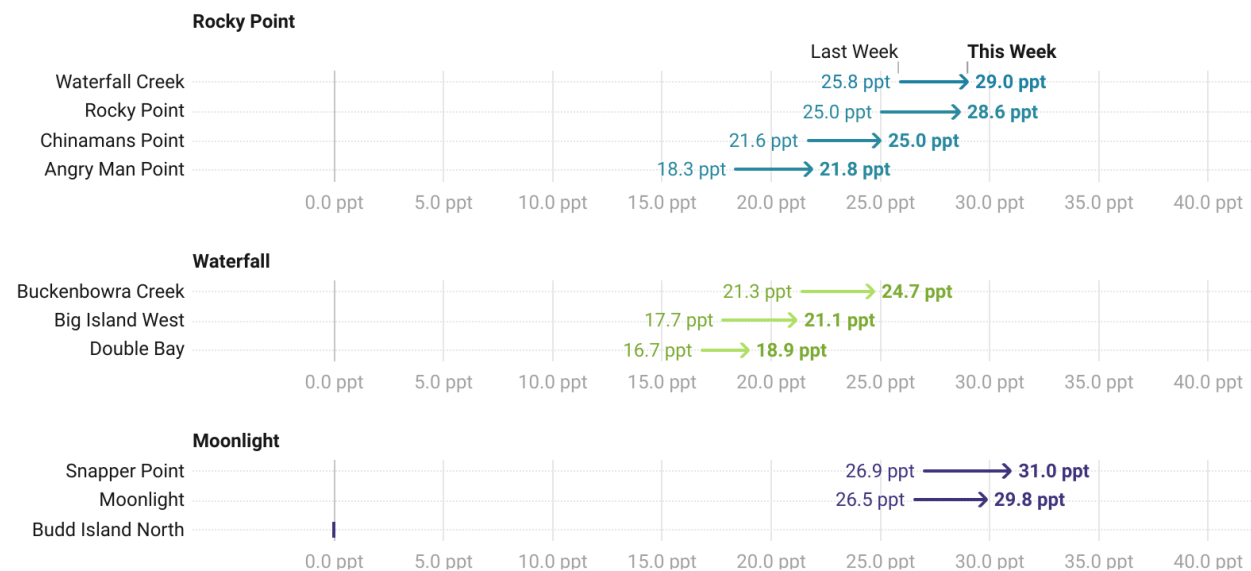 Rocky Point
Last Week This Week
Waterfall Creek 25.8 ppt 29.0 ppt
Rocky Point 25.0 ppt 28.6 ppt
Chinamans Point 21.6 ppt 25.0 ppt
Angry Man Point 18.3 ppt 21.8 ppt
0.0 ppt 5.0 ppt 10.0 ppt 15.0 ppt 20.0 ppt 25.0 ppt 30.0 ppt 35.0 ppt 40.0 ppt
Waterfall
Buckenbowra Creek 21.3 ppt 24.7 ppt
Big Island West 17.7 ppt 21.1 ppt
Double Bay 16.7 ppt 18.9 ppt
0.0 ppt 5.0 ppt 10.0 ppt 15.0 ppt 20.0 ppt 25.0 ppt 30.0 ppt 35.0 ppt 40.0 ppt
Moonlight
Snapper Point 26.9 ppt 31.0 ppt
Moonlight 26.5 ppt 29.8 ppt
Budd Island North
0.0 ppt 5.0 ppt 10.0 ppt 15.0 ppt 20.0 ppt 25.0 ppt 30.0 ppt 35.0 ppt 40.0 ppt